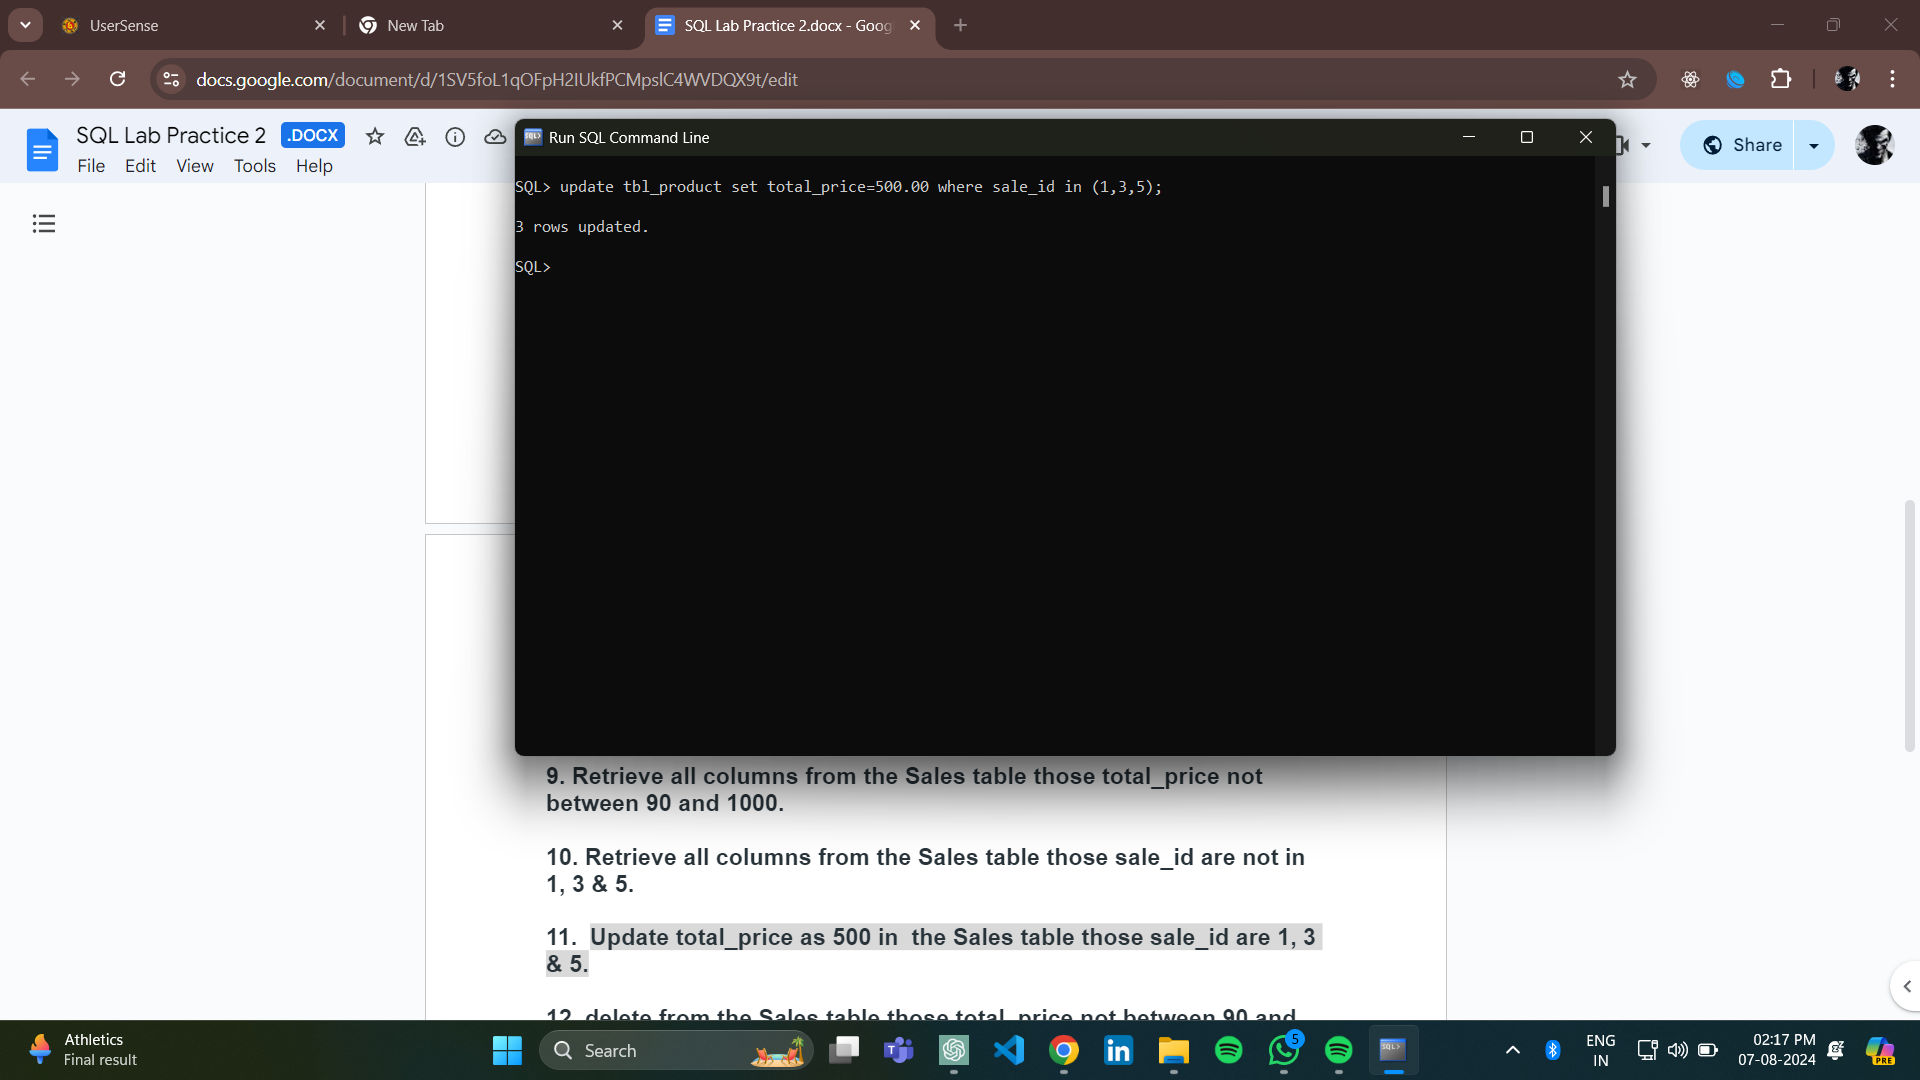 UserSense
New Tab
SQL Lab Practice 2.docx - Goog
docs.google.com/document/d/1SV5foL1qOFpH2IUkfPCMpslC4WVDQX9t/edit
SQL Lab Practice 2 .DOCX
File Edit View Tools Help
Share
Run SQL Command Line
SQL> update tbl_product set total_price=500.00 where sale_id in (1,3,5);
3 rows updated.
SQL>
9. Retrieve all columns from the Sales table those total_price not
between 90 and 1000.
10. Retrieve all columns from the Sales table those sale_id are not in
1, 3 & 5.
11. Update total_price as 500 in the Sales table those sale_id are 1, 3
& 5.
12. delete from the Sales table those total_price not between 90 and
Athletics
Final result
Search
5
SQL>
ENG
IN
02:17 PM
07-08-2024
PRE